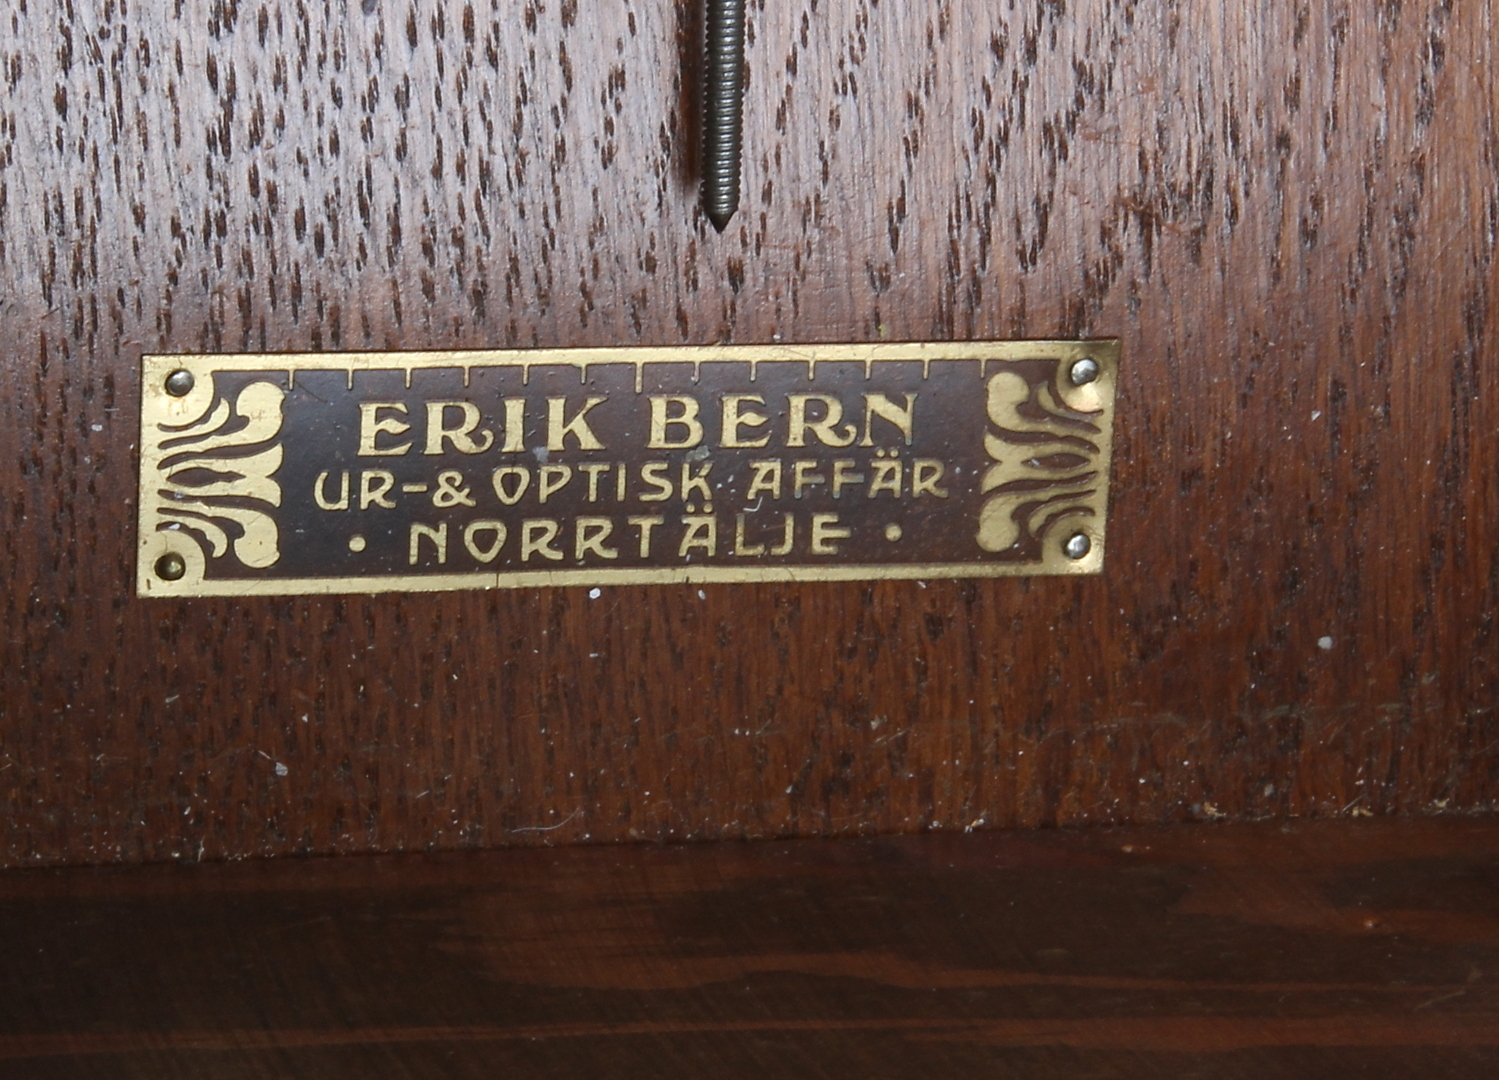 ERIK BERN
UR-& OPTISK AFFÄR
• NORRTÄLJE •